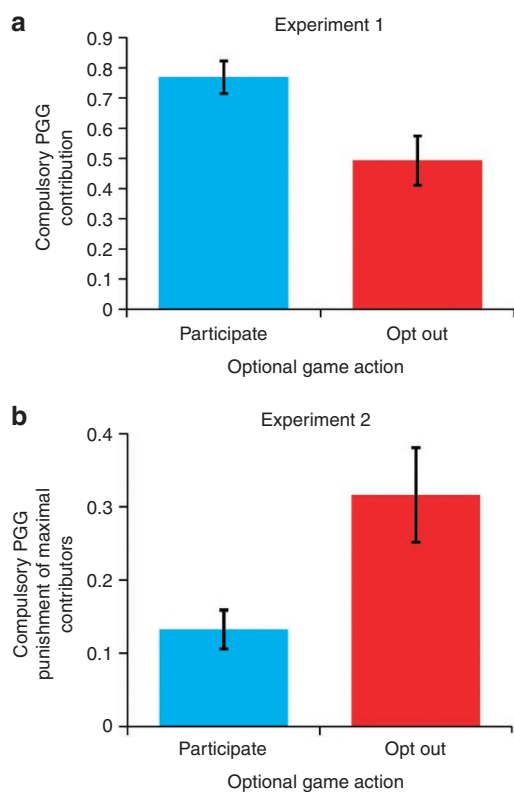 a
Experiment 1
Compulsory PGG
contribution
0.9
0.8
0.7
0.6
0.5
0.4
0.3
0.2
0.1
0
Participate
Opt out
Optional game action
b
Experiment 2
Compulsory PGG
punishment of maximal
contributors
0.4
0.3
0.2
0.1
0
Participate
Opt out
Optional game action